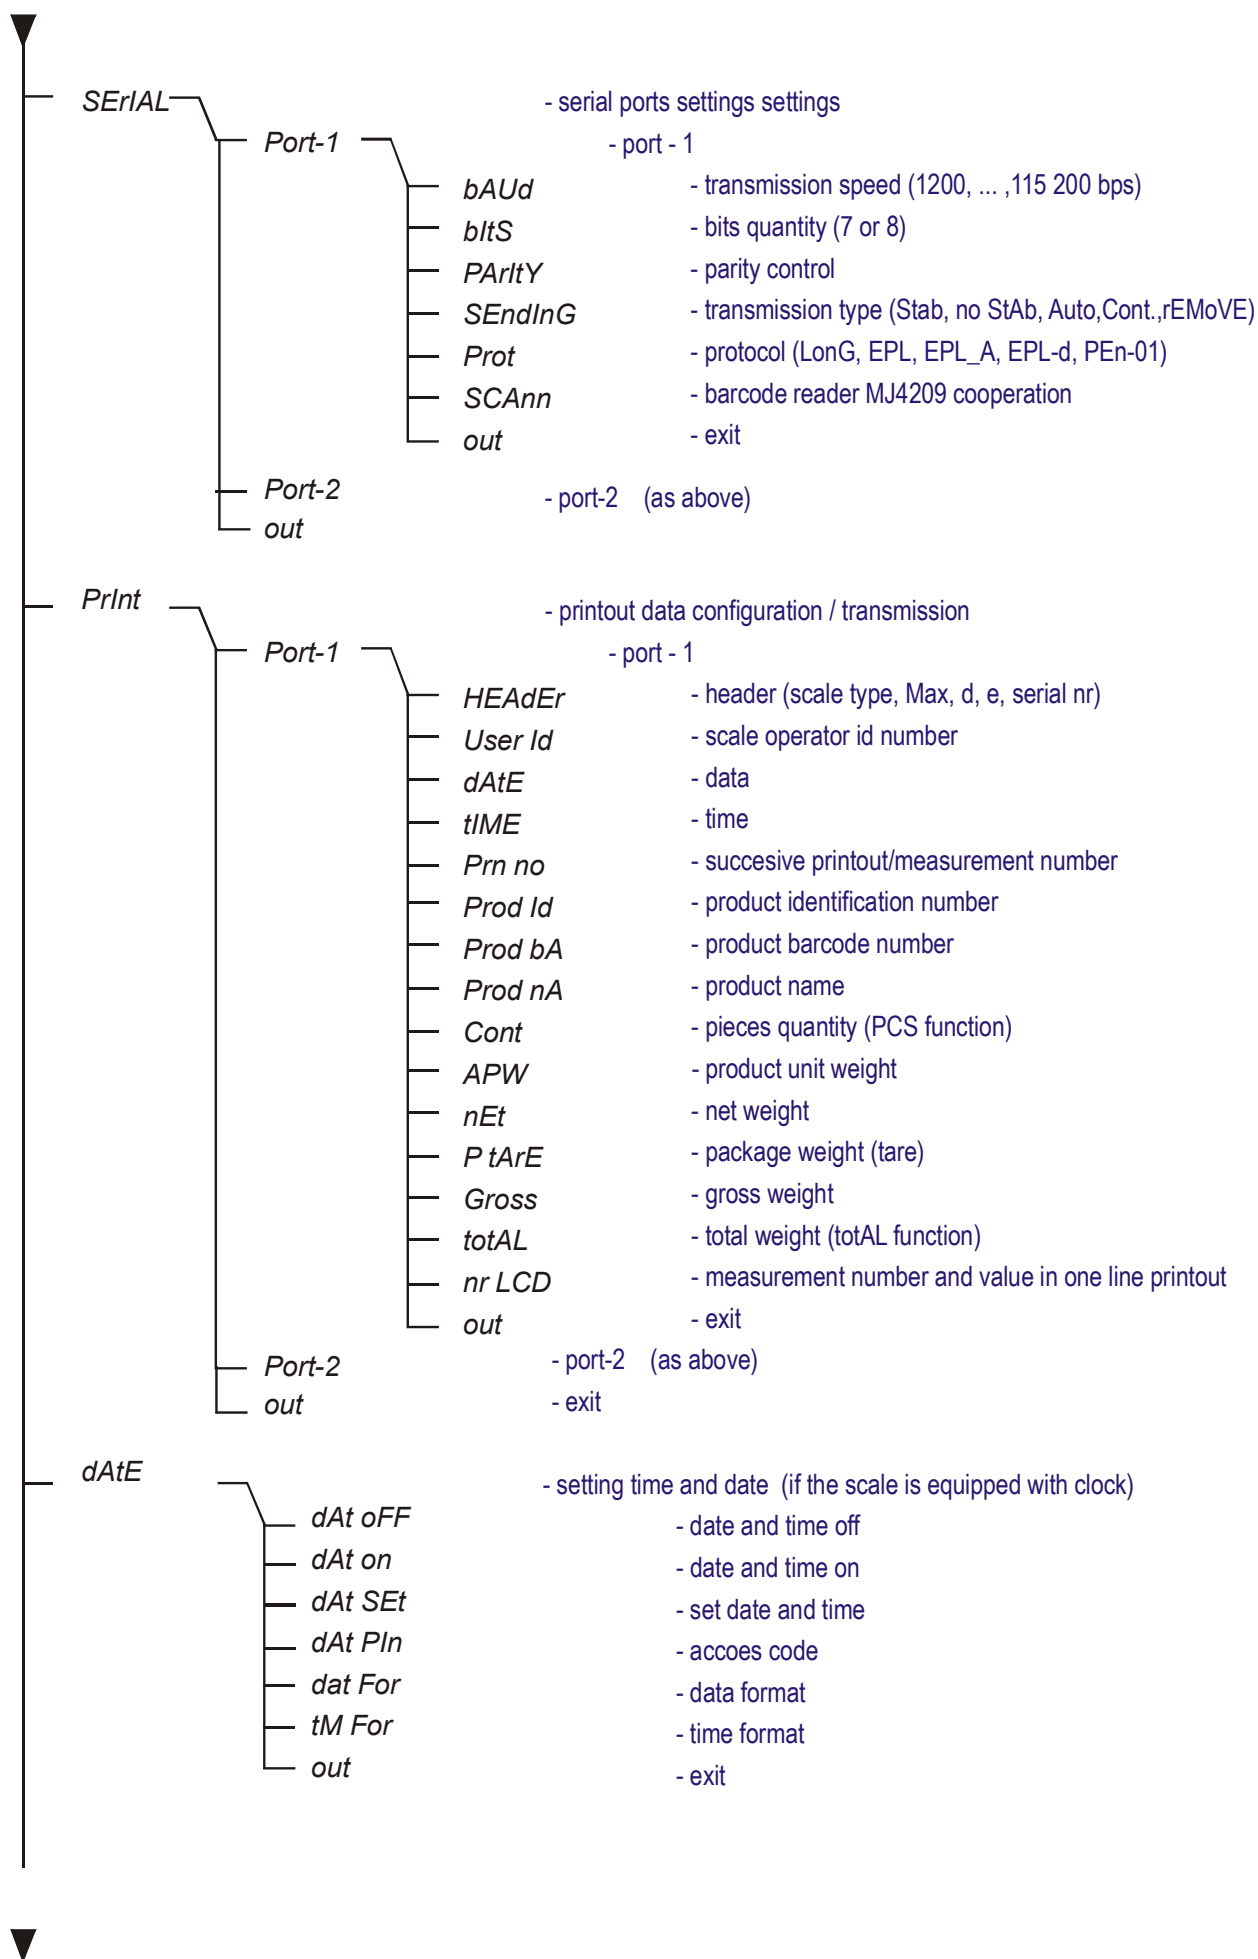 SErIAL - serial ports settings settings
Port-1 - port - 1
bAUd - transmission speed (1200, ... ,115 200 bps)
bItS - bits quantity (7 or 8)
PArItY - parity control
SEndInG - transmission type (Stab, no StAb, Auto,Cont.,rEMoVE)
Prot - protocol (LonG, EPL, EPL_A, EPL-d, PEn-01)
SCAnn - barcode reader MJ4209 cooperation
out - exit
Port-2 - port-2 (as above)
out
PrInt - printout data configuration / transmission
Port-1 - port - 1
HEAdEr - header (scale type, Max, d, e, serial nr)
User Id - scale operator id number
dAtE - data
tIME - time
Prn no - succesive printout/measurement number
Prod Id - product identification number
Prod bA - product barcode number
Prod nA - product name
Cont - pieces quantity (PCS function)
APW - product unit weight
nEt - net weight
P tArE - package weight (tare)
Gross - gross weight
totAL - total weight (totAL function)
nr LCD - measurement number and value in one line printout
out - exit
Port-2 - port-2 (as above)
out - exit
dAtE - setting time and date (if the scale is equipped with clock)
dAt oFF - date and time off
dAt on - date and time on
dAt SEt - set date and time
dAt PIn - accoes code
dat For - data format
tM For - time format
out - exit